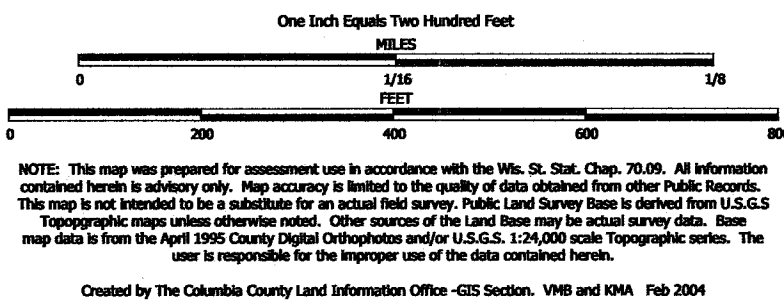 One Inch Equals Two Hundred Feet
MILES
0 1/16 1/8
FEET
0 200 400 600 800
NOTE: This map was prepared for assessment use in accordance with the Wis. St. Stat. Chap. 70.09. All information
contained herein is advisory only. Map accuracy is limited to the quality of data obtained from other Public Records.
This map is not intended to be a substitute for an actual field survey. Public Land Survey Base is derived from U.S.G.S
Topopgraphic maps unless otherwise noted. Other sources of the Land Base may be actual survey data. Base
map data is from the April 1995 County Digital Orthophotos and/or U.S.G.S. 1:24,000 scale Topographic series. The
user is responsible for the improper use of the data contained herein.
Created by The Columbia County Land Information Office -GIS Section. VMB and KMA Feb 2004